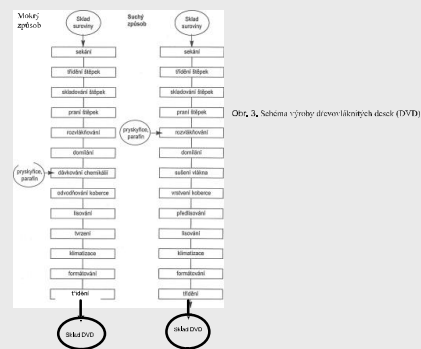 Mokrý
způsob
Sklad
suroviny
sekání
třídění štěpek
skladování štěpek
praní štěpek
rozvlákňování
domílání
pryskyřice,
parafin
dávkování chemikálií
odvodňování koberce
lisování
tvrzení
klimatizace
formátování
třídění
Sklad DVD
Suchý
způsob
Sklad
suroviny
sekání
třídění štěpek
skladování štěpek
praní štěpek
pryskyřice,
parafin
rozvlákňování
domílání
sušení vlákna
vrstvení koberce
předlisování
lisování
klimatizace
formátování
třídění
Sklad DVD
Obr. 3. Schéma výroby dřevovláknitých desek (DVD)